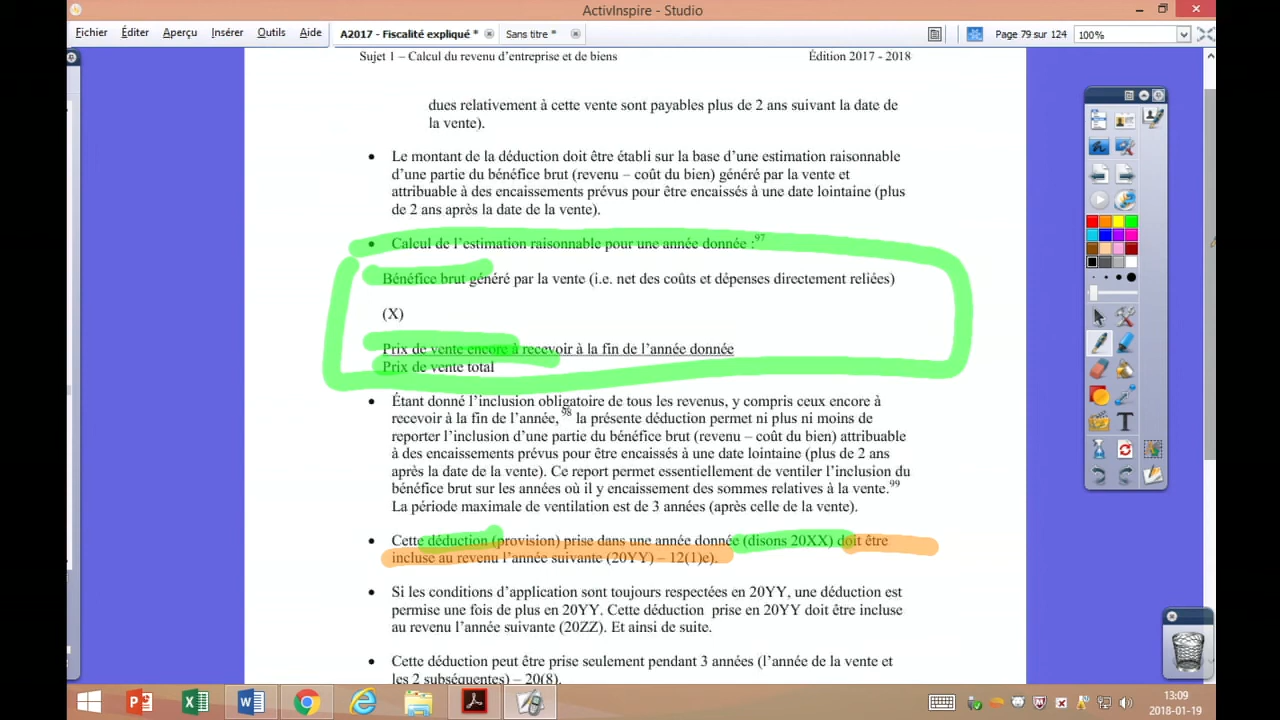 ActivInspire - Studio
Fichier Éditer Aperçu Insérer Outils Aide
A2017 - Fiscalité expliqué * Sans titre *
Page 79 sur 124 100%
Sujet 1 – Calcul du revenu d'entreprise et de biens Édition 2017 - 2018
dues relativement à cette vente sont payables plus de 2 ans suivant la date de
la vente).
• Le montant de la déduction doit être établi sur la base d'une estimation raisonnable
d'une partie du bénéfice brut (revenu – coût du bien) généré par la vente et
attribuable à des encaissements prévus pour être encaissés à une date lointaine (plus
de 2 ans après la date de la vente).
• Calcul de l'estimation raisonnable pour une année donnée :97
Bénéfice brut généré par la vente (i.e. net des coûts et dépenses directement reliées)
(X)
Prix de vente encore à recevoir à la fin de l'année donnée
Prix de vente total
• Étant donné l'inclusion obligatoire de tous les revenus, y compris ceux encore à
recevoir à la fin de l'année,98 la présente déduction permet ni plus ni moins de
reporter l'inclusion d'une partie du bénéfice brut (revenu – coût du bien) attribuable
à des encaissements prévus pour être encaissés à une date lointaine (plus de 2 ans
après la date de la vente). Ce report permet essentiellement de ventiler l'inclusion du
bénéfice brut sur les années où il y encaissement des sommes relatives à la vente.99
La période maximale de ventilation est de 3 années (après celle de la vente).
• Cette déduction (provision) prise dans une année donnée (disons 20XX) doit être
incluse au revenu l'année suivante (20YY) – 12(1)e).
• Si les conditions d'application sont toujours respectées en 20YY, une déduction est
permise une fois de plus en 20YY. Cette déduction prise en 20YY doit être incluse
au revenu l'année suivante (20ZZ). Et ainsi de suite.
• Cette déduction peut être prise seulement pendant 3 années (l'année de la vente et
les 2 subséquentes) – 20(8).
13:09
2018-01-19